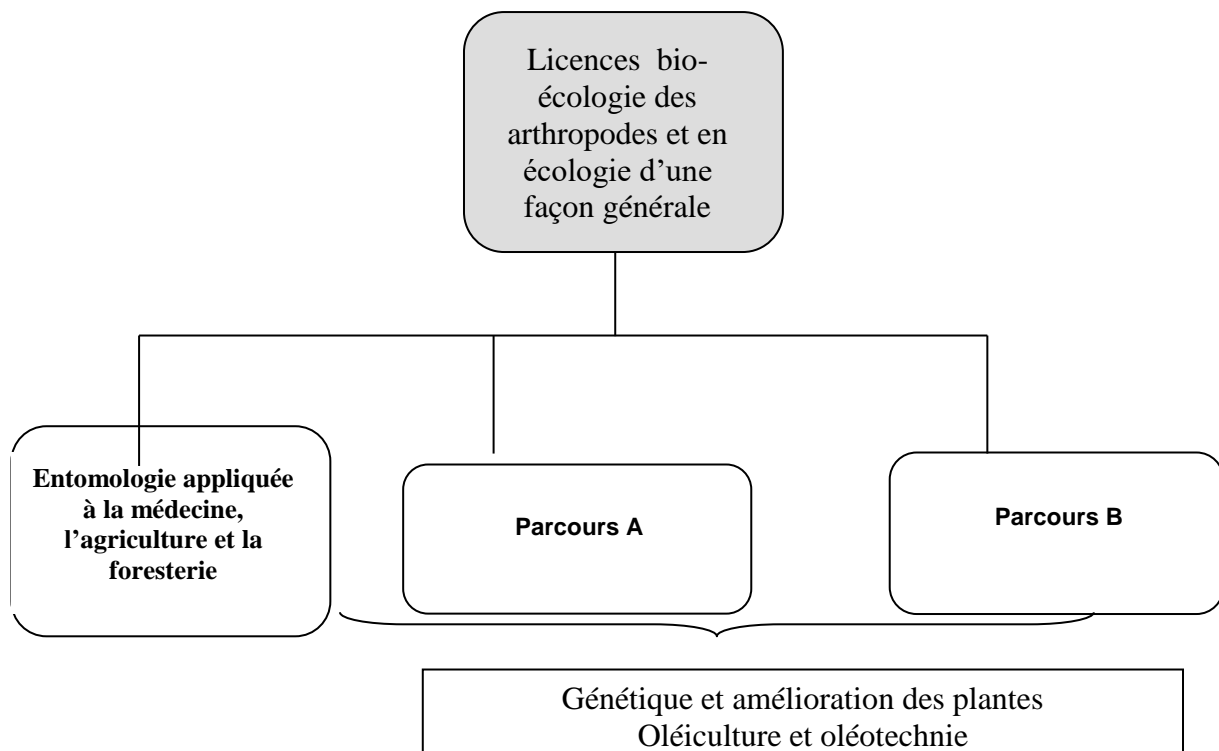 Licences  bio-
écologie des
arthropodes et en
écologie d’une
façon générale
Entomologie appliquée
à la médecine,
l’agriculture et la
foresterie
Parcours A
Parcours B
Génétique et amélioration des plantes
Oléiculture et oléotechnie